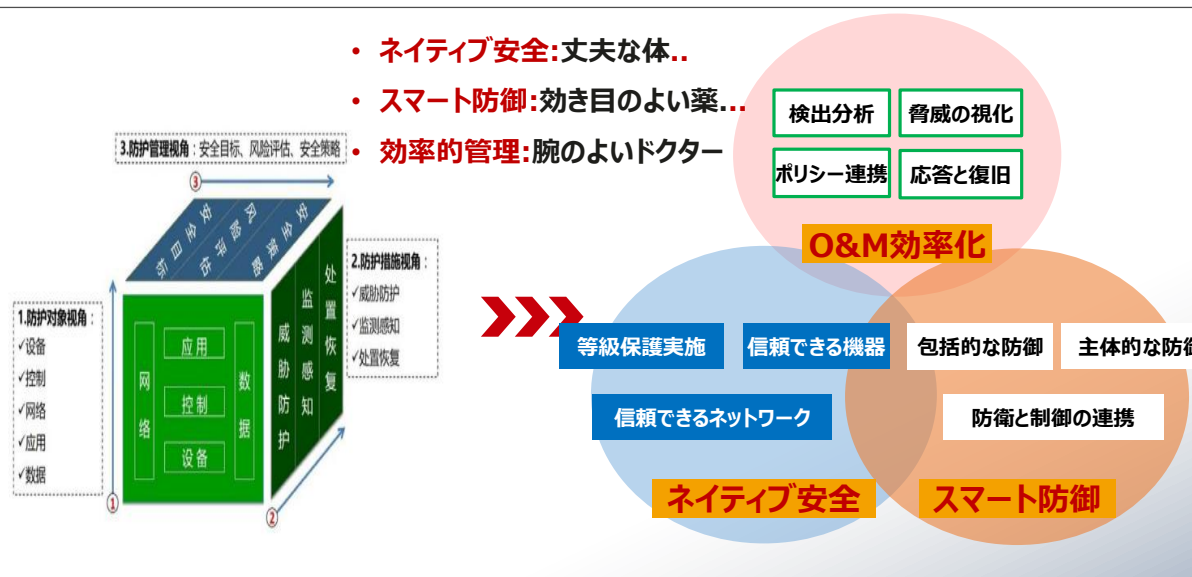 • ネイティブ安全:丈夫な体..
• スマート防御:効き目のよい薬...
• 効率的管理:腕のよいドクター
3.防护管理视角：安全目标、风险评估、安全策略
③
安全目标
风险评估
安全策略
1.防护对象视角：
✓设备
✓控制
✓网络
✓应用
✓数据
网络
应用
控制
设备
数据
威胁防护
监测感知
处置恢复
2.防护措施视角：
✓威胁防护
✓监测感知
✓处置恢复
①
②
検出分析
脅威の視化
ポリシー連携
応答と復旧
O&M効率化
等級保護実施
信頼できる機器
包括的な防御
主体的な防御
信頼できるネットワーク
防衛と制御の連携
ネイティブ安全
スマート防御